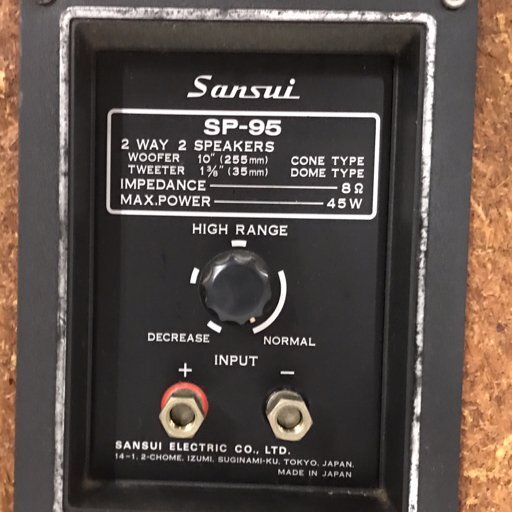 Sansui
SP-95
2 WAY 2 SPEAKERS
WOOFER 10" (255mm) CONE TYPE
TWEETER 1⅜" (35mm) DOME TYPE
IMPEDANCE 8Ω
MAX.POWER 45W
HIGH RANGE
DECREASE NORMAL
INPUT
+ −
SANSUI ELECTRIC CO., LTD.
14-1, 2-CHOME, IZUMI, SUGINAMI-KU, TOKYO, JAPAN.
MADE IN JAPAN